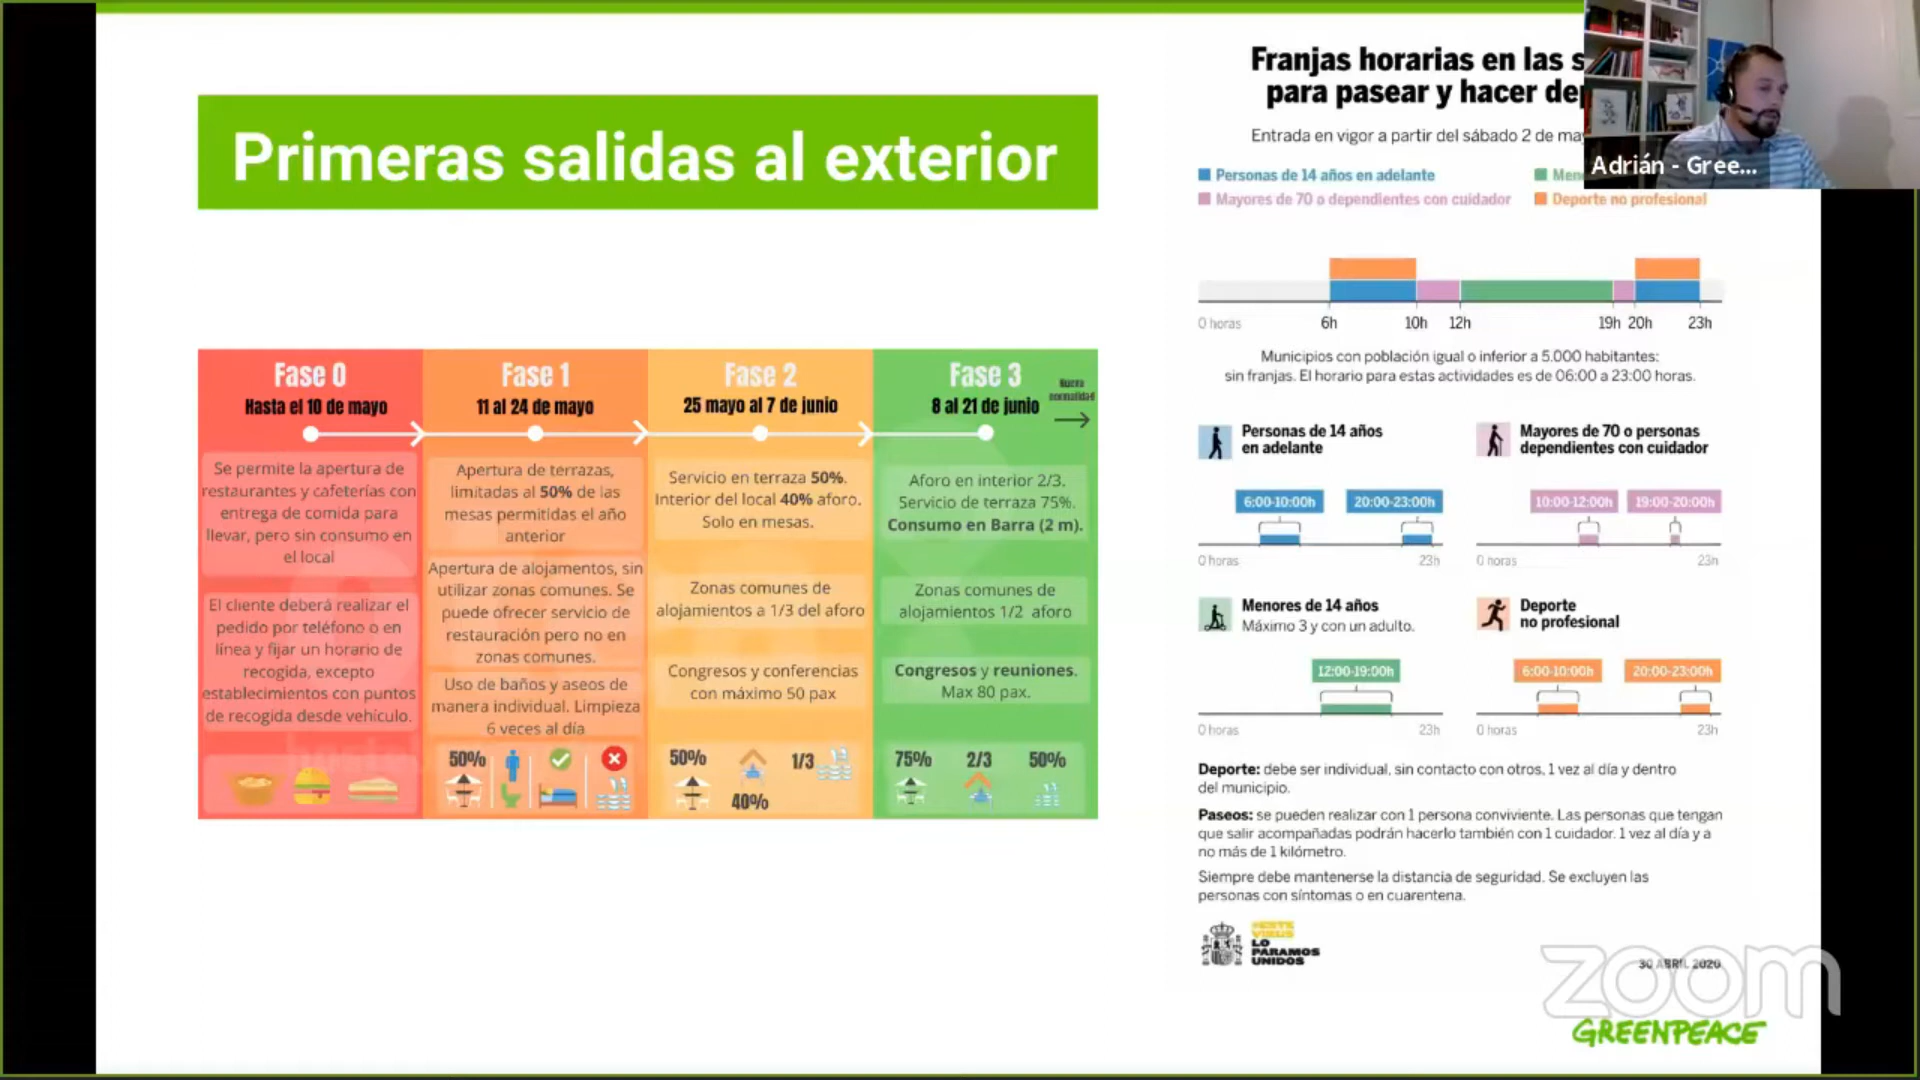 Primeras salidas al exterior
Fase 0
Hasta el 10 de mayo
Se permite la apertura de
restaurantes y cafeterías con
entrega de comida para
llevar, pero sin consumo en
el local
El cliente deberá realizar el
pedido por teléfono o en
línea y fijar un horario de
recogida, excepto
establecimientos con puntos
de recogida desde vehículo.
Fase 1
11 al 24 de mayo
Apertura de terrazas,
limitadas al 50% de las
mesas permitidas el año
anterior
Apertura de alojamientos, sin
utilizar zonas comunes. Se
puede ofrecer servicio de
restauración pero no en
zonas comunes.
Uso de baños y aseos de
manera individual. Limpieza
6 veces al día
50%
Fase 2
25 mayo al 7 de junio
Servicio en terraza 50%.
Interior del local 40% aforo.
Solo en mesas.
Zonas comunes de
alojamientos a 1/3 del aforo
Congresos y conferencias
con máximo 50 pax
50%
40%
1/3
Fase 3
8 al 21 de junio
Nueva
normalidad
Aforo en interior 2/3.
Servicio de terraza 75%.
Consumo en Barra (2 m).
Zonas comunes de
alojamientos 1/2 aforo
Congresos y reuniones.
Max 80 pax.
75%
2/3
50%
Franjas horarias en las s
para pasear y hacer dep
Entrada en vigor a partir del sábado 2 de may
Personas de 14 años en adelante
Men
Mayores de 70 o dependientes con cuidador
Deporte no profesional
0 horas 6h 10h 12h 19h 20h 23h
Municipios con población igual o inferior a 5.000 habitantes:
sin franjas. El horario para estas actividades es de 06:00 a 23:00 horas.
Personas de 14 años
en adelante
6:00-10:00h 20:00-23:00h
0 horas 23h
Mayores de 70 o personas
dependientes con cuidador
10:00-12:00h 19:00-20:00h
0 horas 23h
Menores de 14 años
Máximo 3 y con un adulto.
12:00-19:00h
0 horas 23h
Deporte
no profesional
6:00-10:00h 20:00-23:00h
0 horas 23h
Deporte: debe ser individual, sin contacto con otros, 1 vez al día y dentro
del municipio.
Paseos: se pueden realizar con 1 persona conviviente. Las personas que tengan
que salir acompañadas podrán hacerlo también con 1 cuidador. 1 vez al día y a
no más de 1 kilómetro.
Siempre debe mantenerse la distancia de seguridad. Se excluyen las
personas con síntomas o en cuarentena.
#ESTE
VIRUS
LO
PARAMOS
UNIDOS
30 ABRIL 2020
zoom
GREENPEACE
Adrián - Gree...